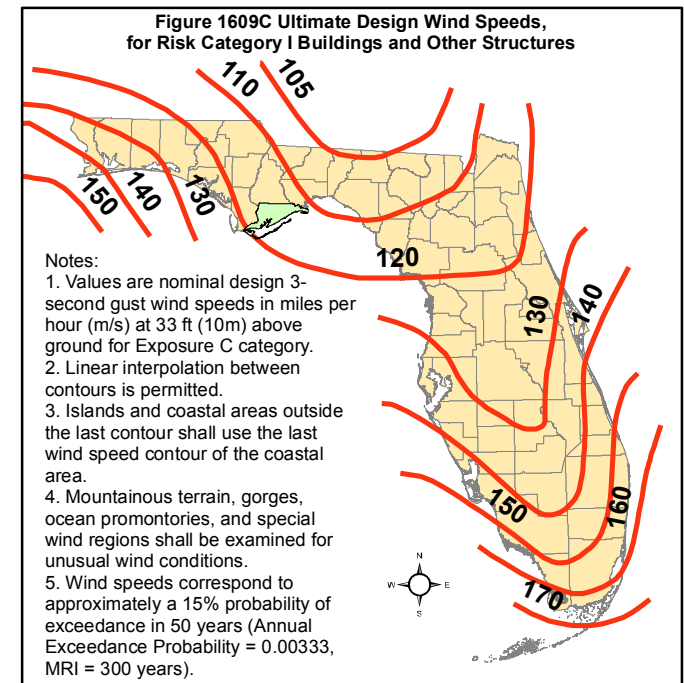 Figure 1609C Ultimate Design Wind Speeds,
for Risk Category I Buildings and Other Structures
105
110
150
140
130
120
130
140
150
160
170
Notes:
1. Values are nominal design 3-
second gust wind speeds in miles per
hour (m/s) at 33 ft (10m) above
ground for Exposure C category.
2. Linear interpolation between
contours is permitted.
3. Islands and coastal areas outside
the last contour shall use the last
wind speed contour of the coastal
area.
4. Mountainous terrain, gorges,
ocean promontories, and special
wind regions shall be examined for
unusual wind conditions.
5. Wind speeds correspond to
approximately a 15% probability of
exceedance in 50 years (Annual
Exceedance Probability = 0.00333,
MRI = 300 years).
N
W E
S